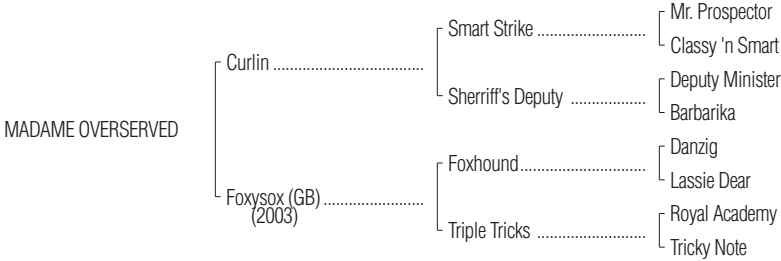 Mr. Prospector
Smart Strike ..........................
Classy 'n Smart
Curlin ....................................
Deputy Minister
Sherriff's Deputy ..................
Barbarika
MADAME OVERSERVED
Danzig
Foxhound..............................
Lassie Dear
Foxysox (GB) ........................
(2003)
Royal Academy
Triple Tricks ..........................
Tricky Note